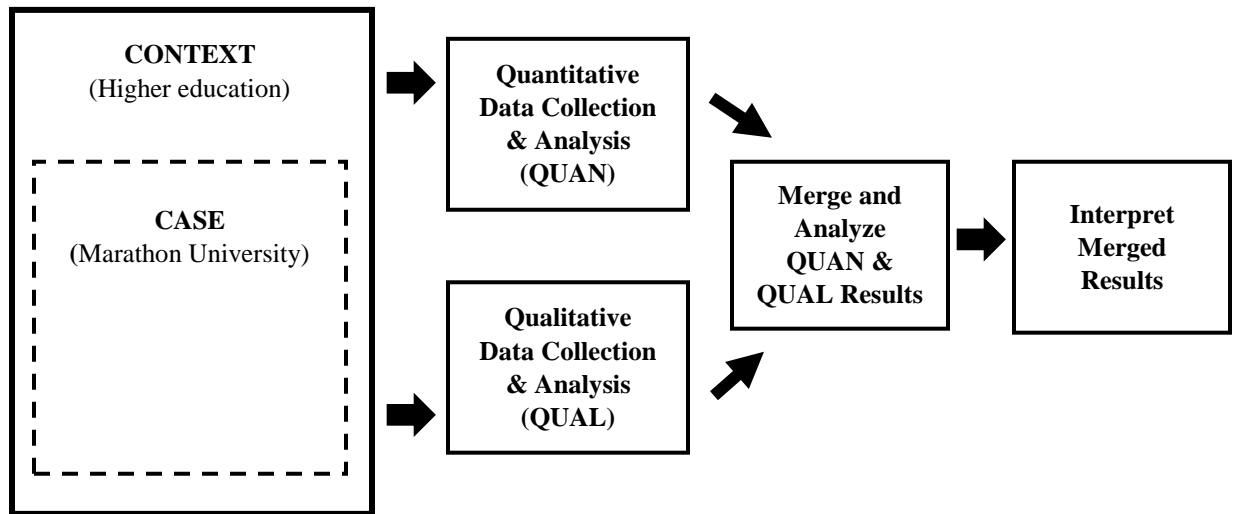 CONTEXT
(Higher education)
CASE
(Marathon University)
Quantitative
Data Collection
& Analysis
(QUAN)
Qualitative
Data Collection
& Analysis
(QUAL)
Merge and
Analyze
QUAN &
QUAL Results
Interpret
Merged
Results